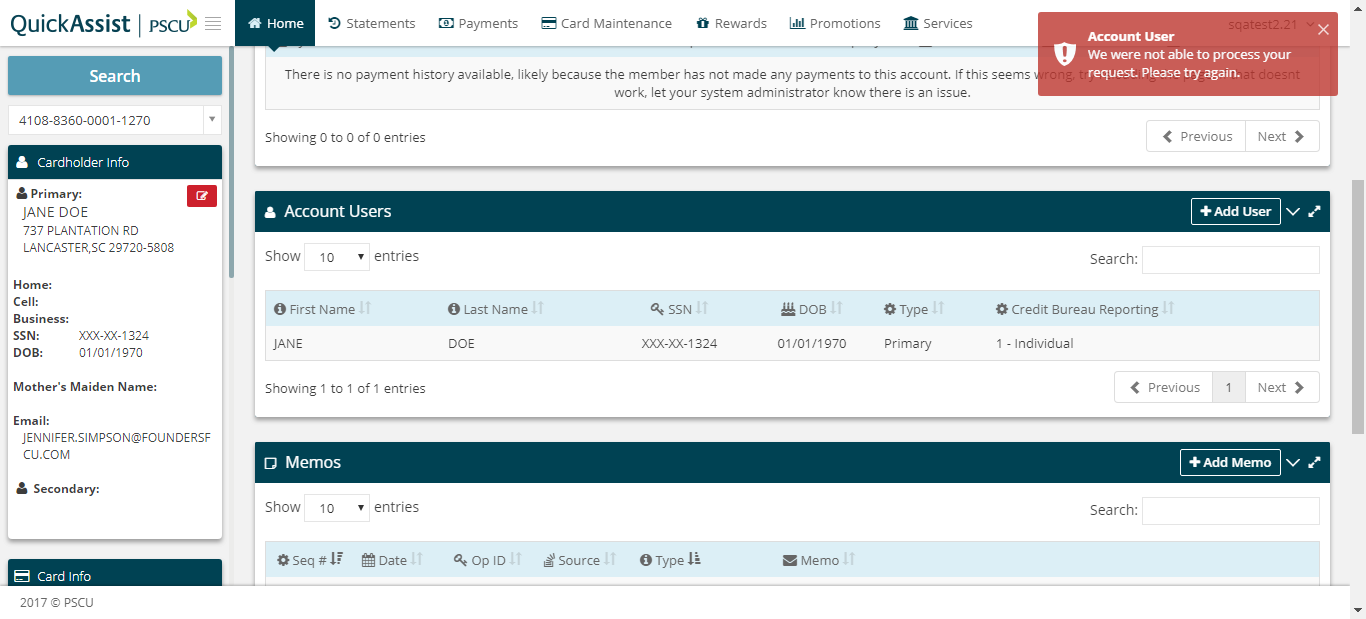 QuickAssist | PSCU
Home
Statements
Payments
Card Maintenance
Rewards
Promotions
Services
sqatest2.21
Account User
We were not able to process your
request. Please try again.
Search
4108-8360-0001-1270
Cardholder Info
Primary:
JANE DOE
737 PLANTATION RD
LANCASTER,SC 29720-5808
Home:
Cell:
Business:
SSN: XXX-XX-1324
DOB: 01/01/1970
Mother's Maiden Name:
Email:
JENNIFER.SIMPSON@FOUNDERSF
CU.COM
Secondary:
Card Info
There is no payment history available, likely because the member has not made any payments to this account. If this seems wrong, try hat doesnt
work, let your system administrator know there is an issue.
Showing 0 to 0 of 0 entries
Previous Next
Account Users
Add User
Show 10 entries
Search:
First Name Last Name SSN DOB Type Credit Bureau Reporting
JANE DOE XXX-XX-1324 01/01/1970 Primary 1 - Individual
Showing 1 to 1 of 1 entries
Previous 1 Next
Memos
Add Memo
Show 10 entries
Search:
Seq # Date Op ID Source Type Memo
2017 © PSCU